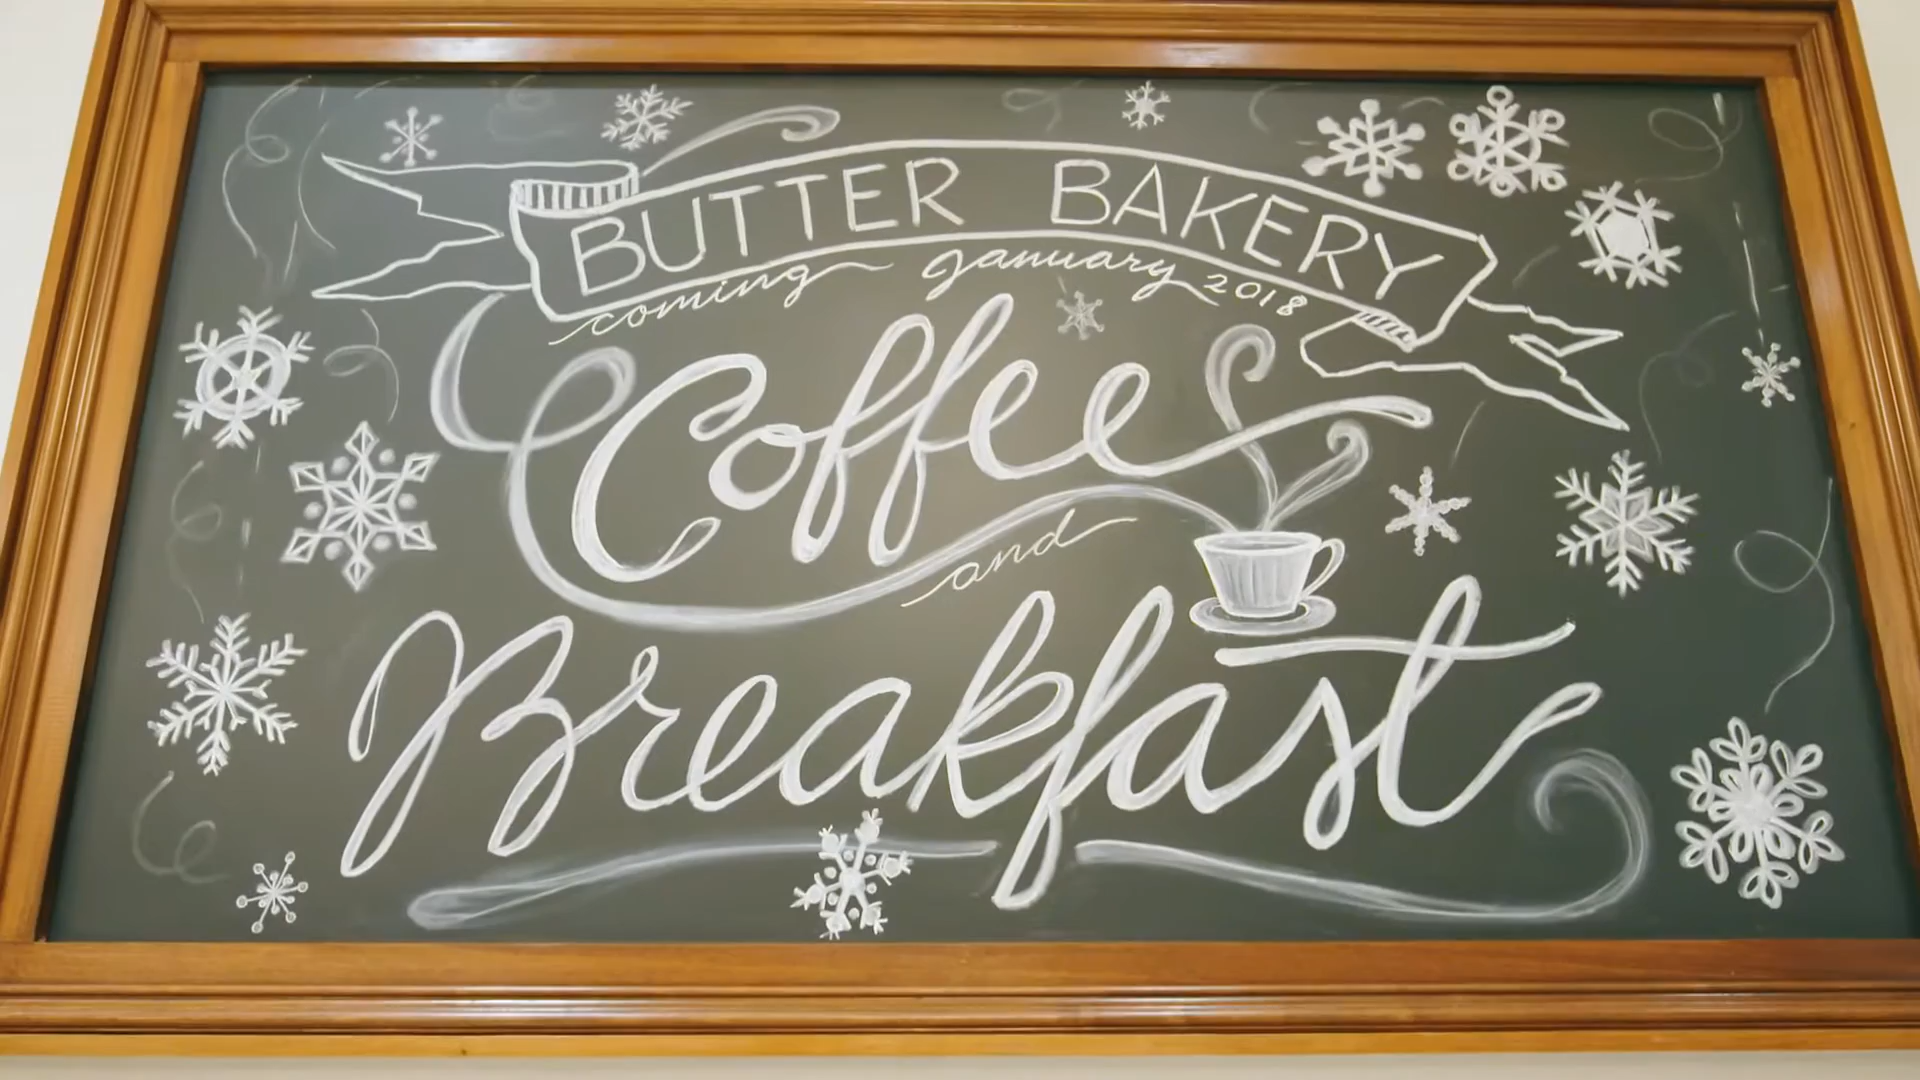 BUTTER BAKERY
coming January 2018
Coffee
and
Breakfast